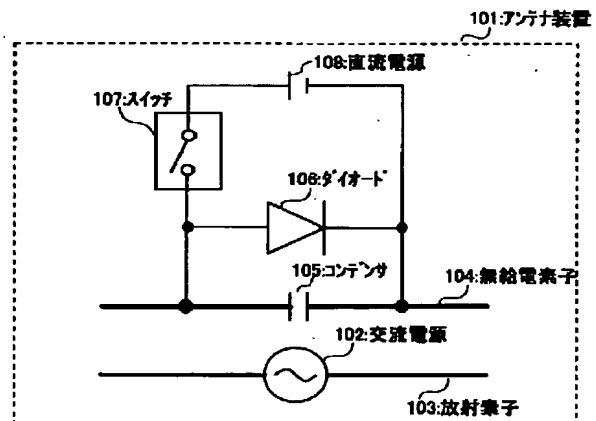 101:アンテナ装置
108:直流電源
107:スイッチ
106:ダイオード
105:コンデンサ
104:無給電素子
102:交流電源
103:放射素子